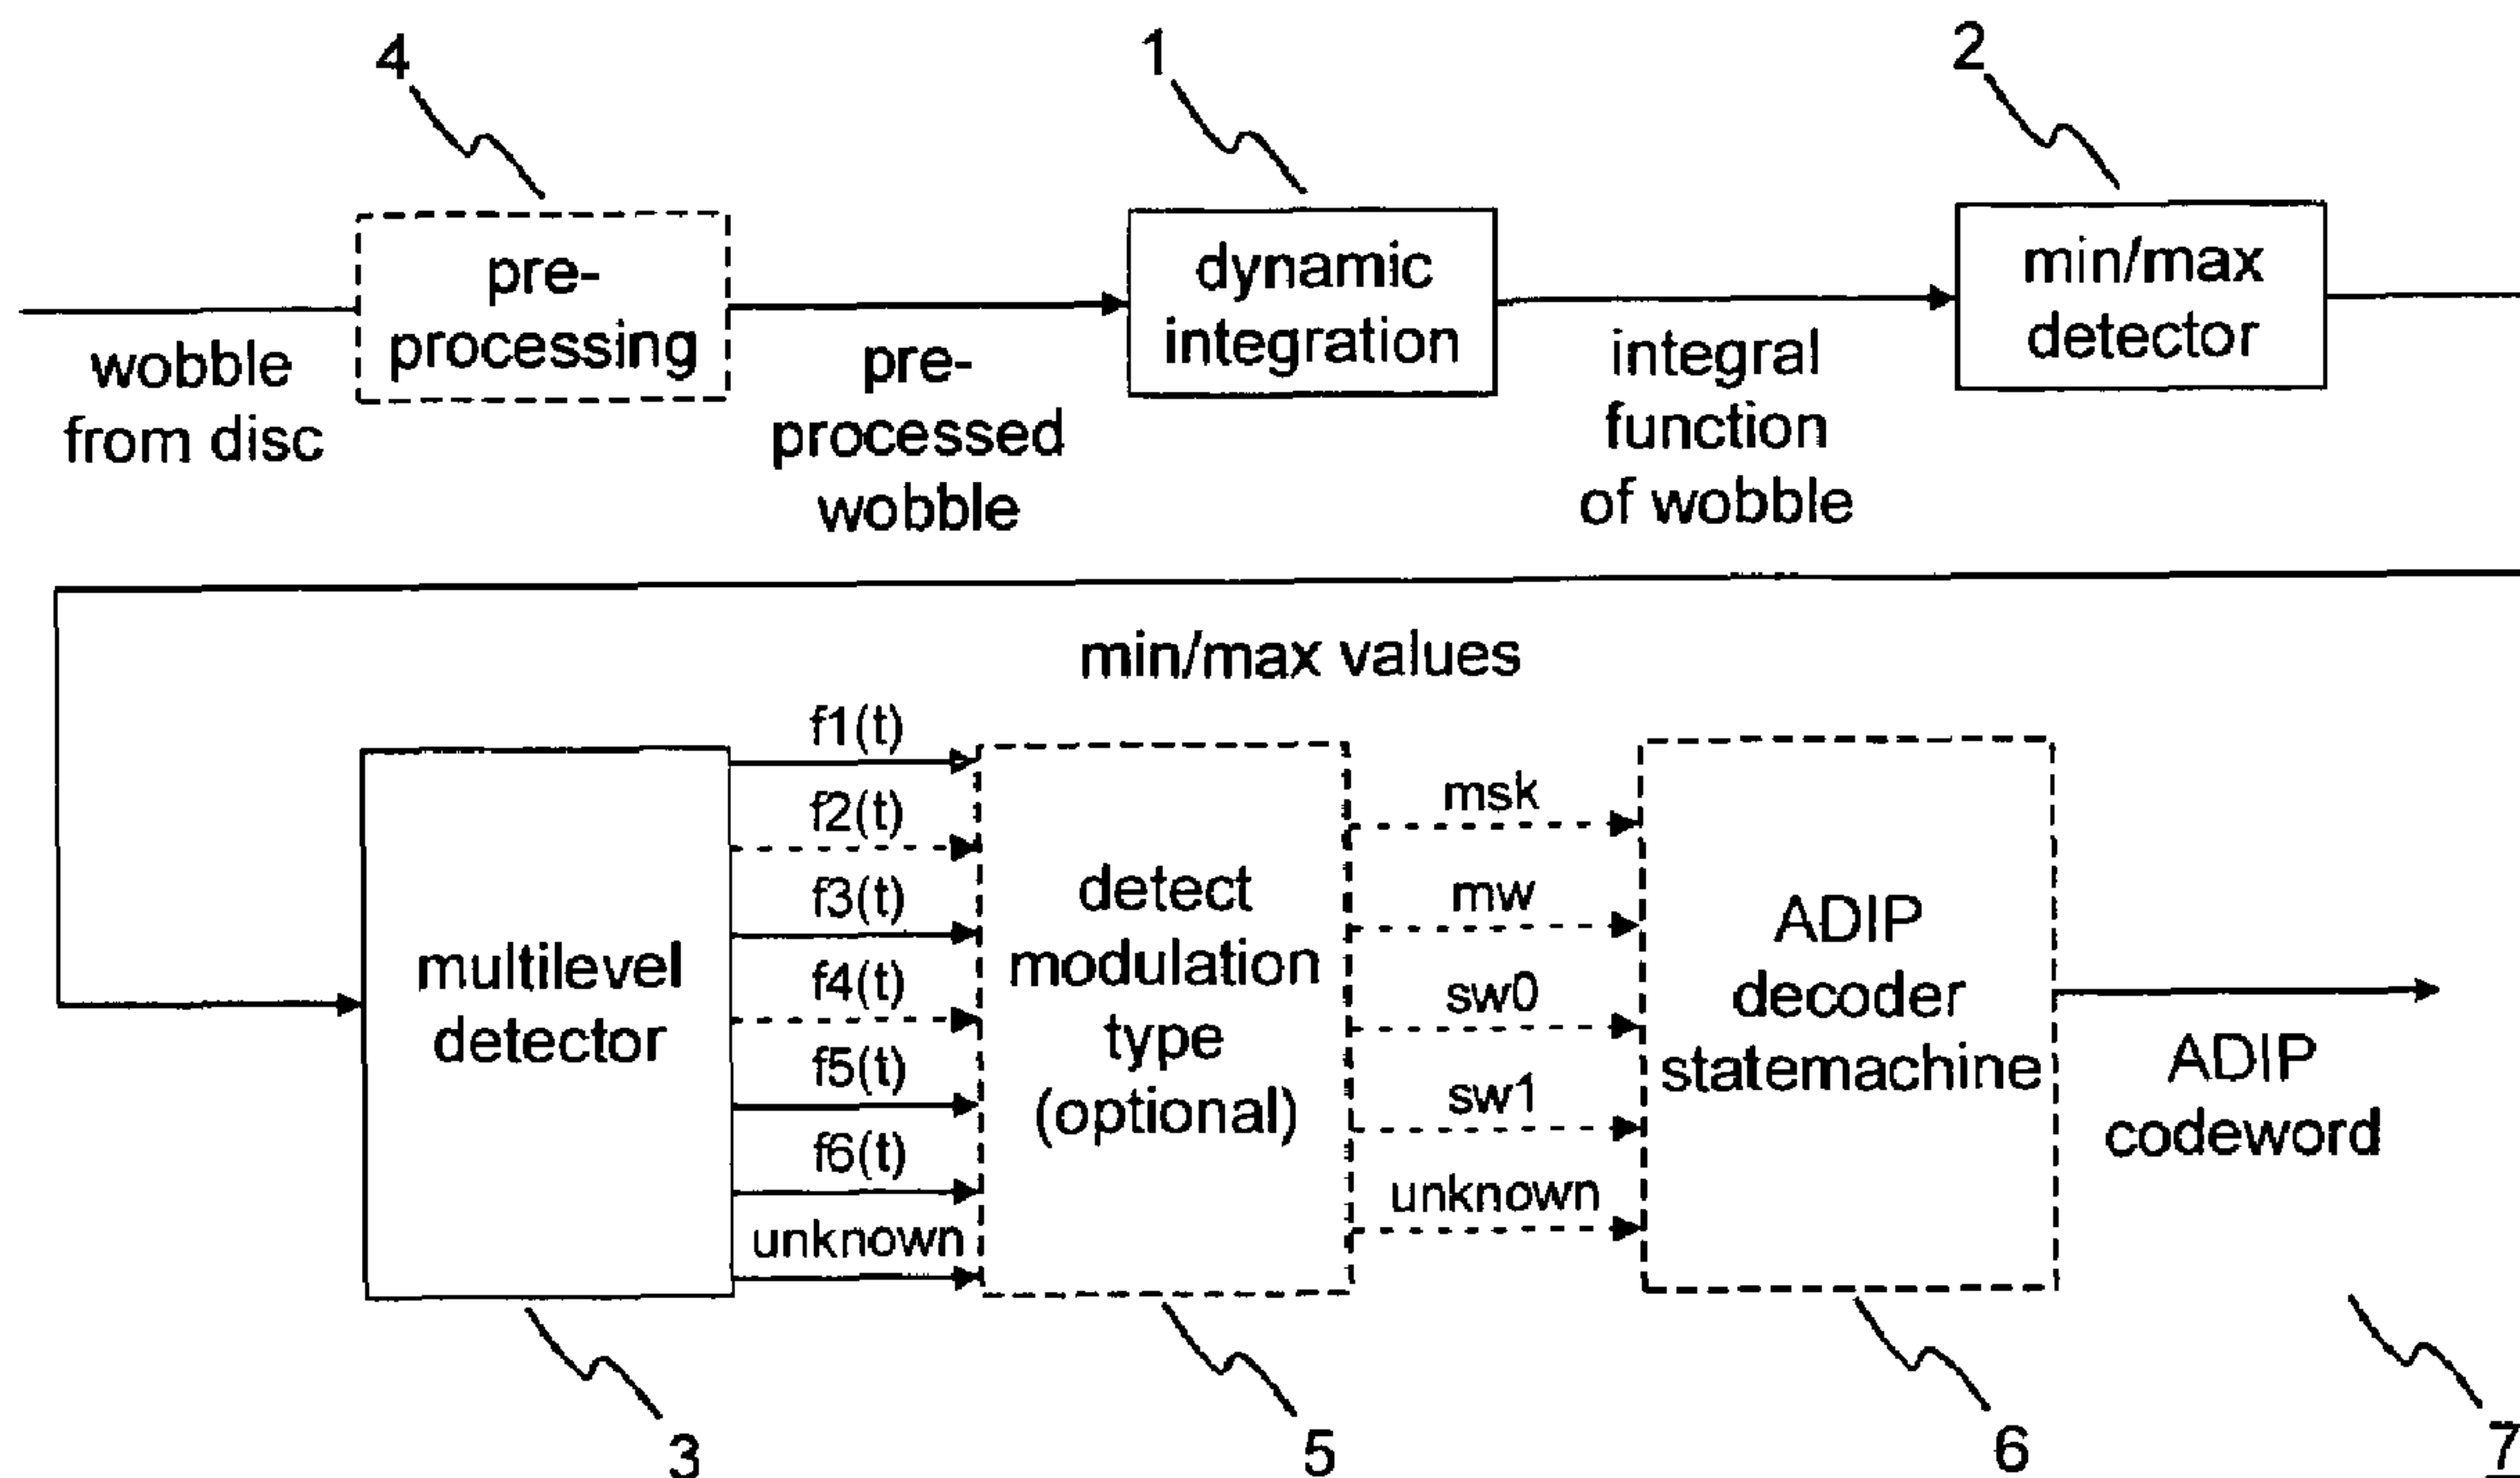 4
1
2
pre-
processing
dynamic
integration
min/max
detector
wobble
from disc
pre-
processed
wobble
integral
function
of wobble
min/max values
multilevel
detector
f1(t)
f2(t)
f3(t)
f4(t)
f5(t)
f6(t)
unknown
detect
modulation
type
(optional)
msk
mw
sw0
sw1
unknown
ADIP
decoder
statemachine
ADIP
codeword
3
5
6
7